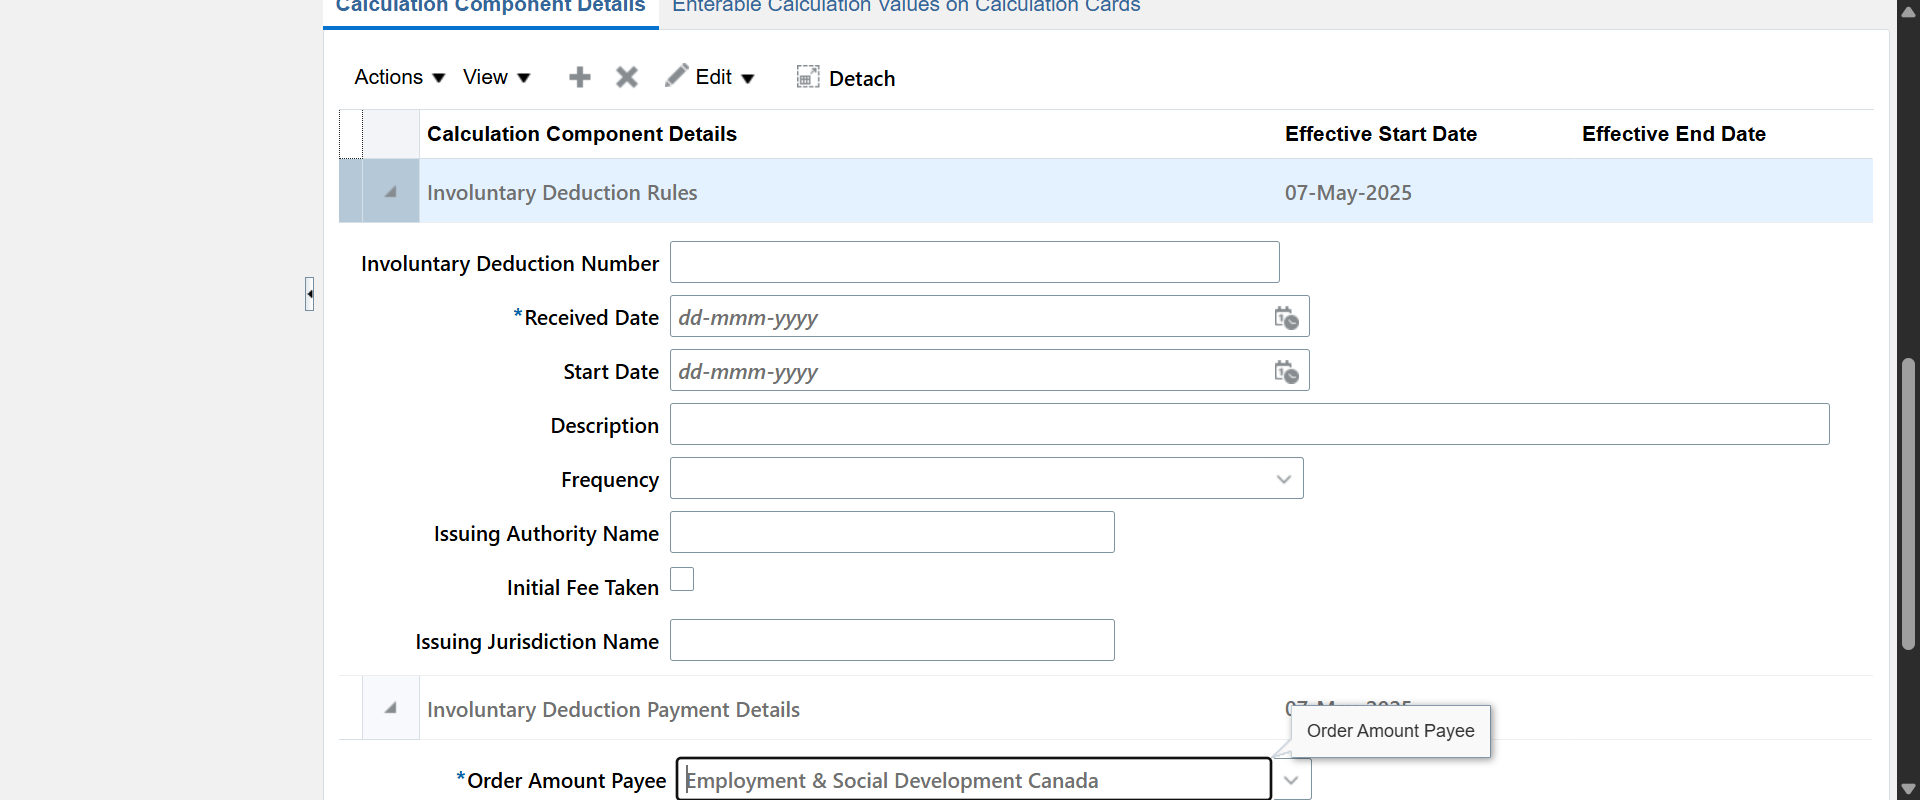 Calculation Component Details Enterable Calculation Values on Calculation Cards
Actions View Edit Detach
Calculation Component Details Effective Start Date Effective End Date
Involuntary Deduction Rules 07-May-2025
Involuntary Deduction Number
*Received Date dd-mmm-yyyy
Start Date dd-mmm-yyyy
Description
Frequency
Issuing Authority Name
Initial Fee Taken
Issuing Jurisdiction Name
Involuntary Deduction Payment Details 07-May-2025
Order Amount Payee
*Order Amount Payee Employment & Social Development Canada